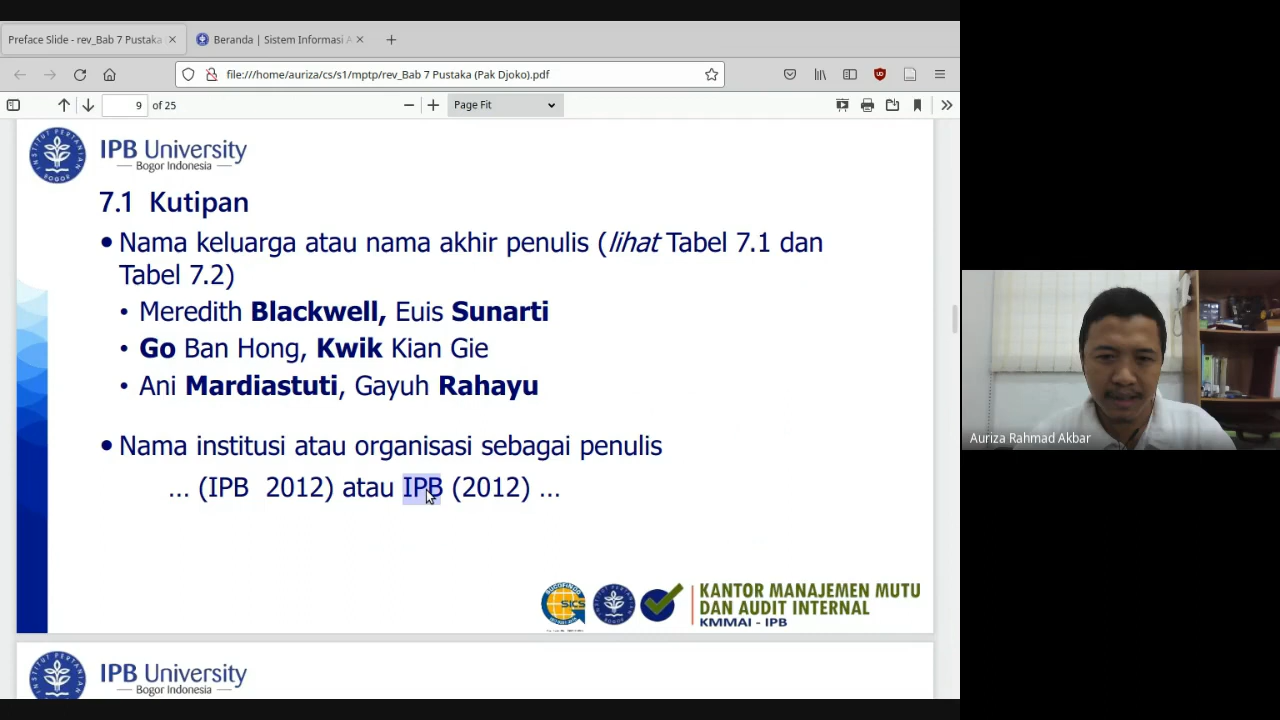 Preface Slide - rev_Bab 7 Pustaka
Beranda | Sistem Informasi A
file:///home/auriza/cs/s1/mptp/rev_Bab 7 Pustaka (Pak Djoko).pdf
9 of 25
Page Fit
IPB University
Bogor Indonesia
7.1 Kutipan
• Nama keluarga atau nama akhir penulis (lihat Tabel 7.1 dan
Tabel 7.2)
• Meredith Blackwell, Euis Sunarti
• Go Ban Hong, Kwik Kian Gie
• Ani Mardiastuti, Gayuh Rahayu
• Nama institusi atau organisasi sebagai penulis
... (IPB 2012) atau IPB (2012) ...
SICS
KANTOR MANAJEMEN MUTU
DAN AUDIT INTERNAL
KMMAI - IPB
IPB University
Bogor Indonesia
Auriza Rahmad Akbar